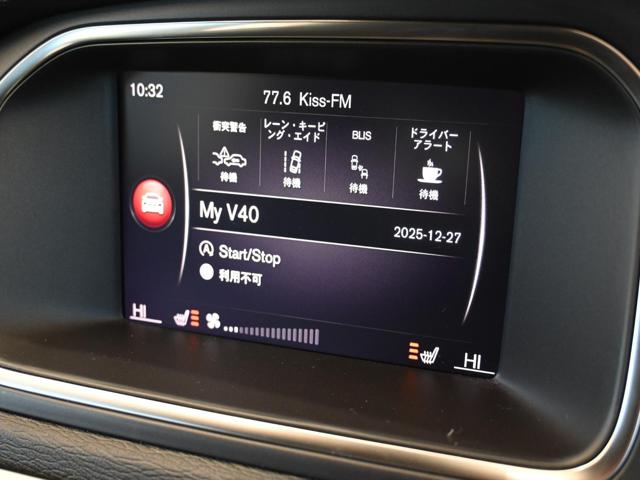 10:32
77.6 Kiss-FM
衝突警告
レーン・キーピ
ング・エイド
BLIS
ドライバー
アラート
待機
待機
待機
待機
My V40
2025-12-27
Start/Stop
利用不可
HI
HI